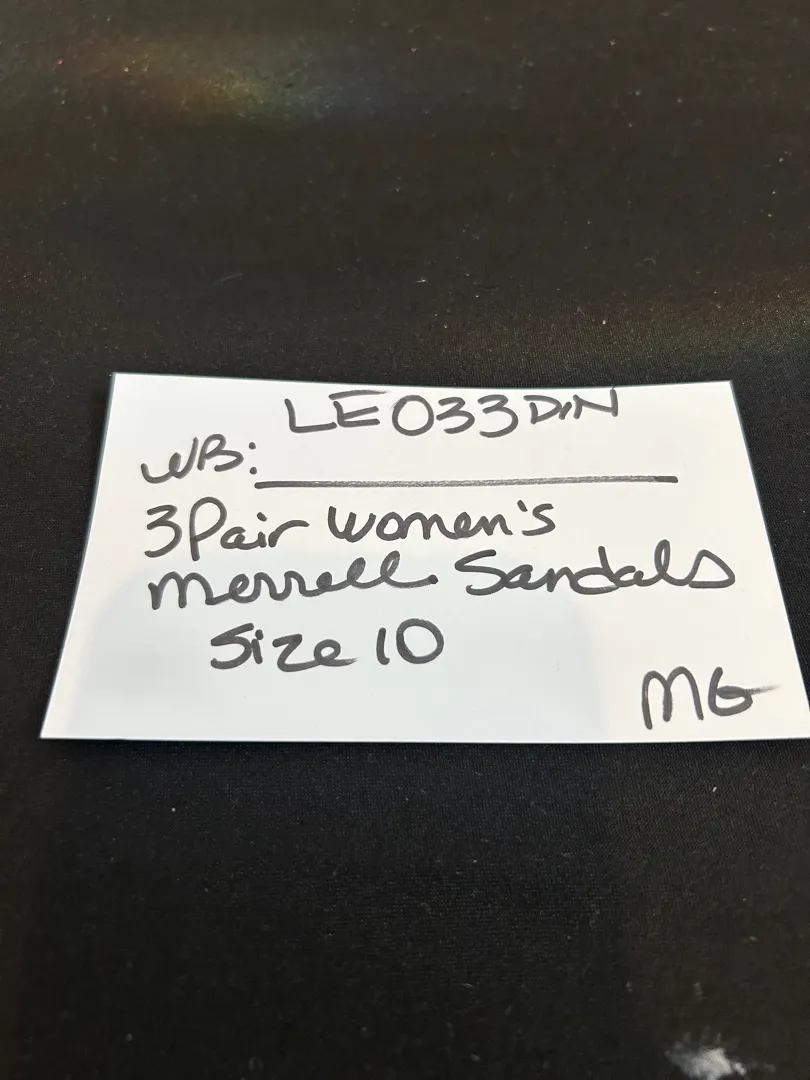 LE033DIN
WB:
3Pair Women's
Merrell Sandals
Size 10
MG